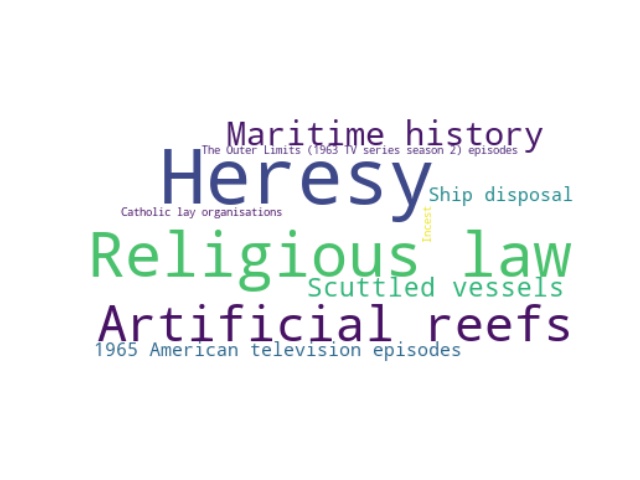 Maritime history
The Outer Limits (1963 TV series season 2) episodes
Heresy
Ship disposal
Catholic lay organisations
Incest
Religious law
Scuttled vessels
Artificial reefs
1965 American television episodes